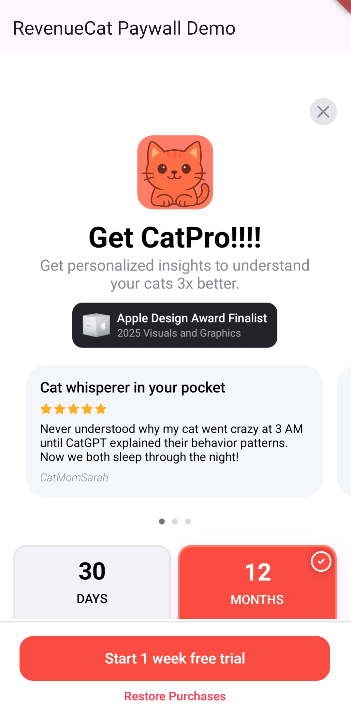 RevenueCat Paywall Demo
Get CatPro!!!!
Get personalized insights to understand
your cats 3x better.
Apple Design Award Finalist
2025 Visuals and Graphics
Cat whisperer in your pocket
Never understood why my cat went crazy at 3 AM
until CatGPT explained their behavior patterns.
Now we both sleep through the night!
CatMomSarah
30
DAYS
12
MONTHS
Start 1 week free trial
Restore Purchases